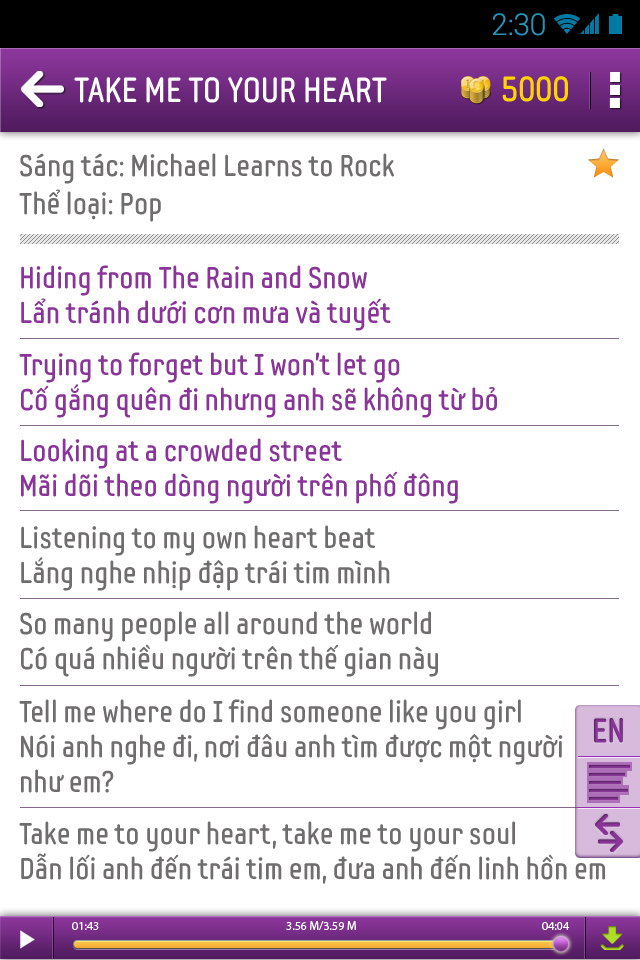 2:30
TAKE ME TO YOUR HEART
5000
Sáng tác: Michael Learns to Rock
Thể loại: Pop
Hiding from The Rain and Snow
Lẩn tránh dưới cơn mưa và tuyết
Trying to forget but I won't let go
Cố gắng quên đi nhưng anh sẽ không từ bỏ
Looking at a crowded street
Mãi dõi theo dòng người trên phố đông
Listening to my own heart beat
Lắng nghe nhịp đập trái tim mình
So many people all around the world
Có quá nhiều người trên thế gian này
Tell me where do I find someone like you girl
Nói anh nghe đi, nơi đâu anh tìm được một người
như em?
EN
Take me to your heart, take me to your soul
Dẫn lối anh đến trái tim em, đưa anh đến linh hồn em
01:43
3.56 M/3.59 M
04:04